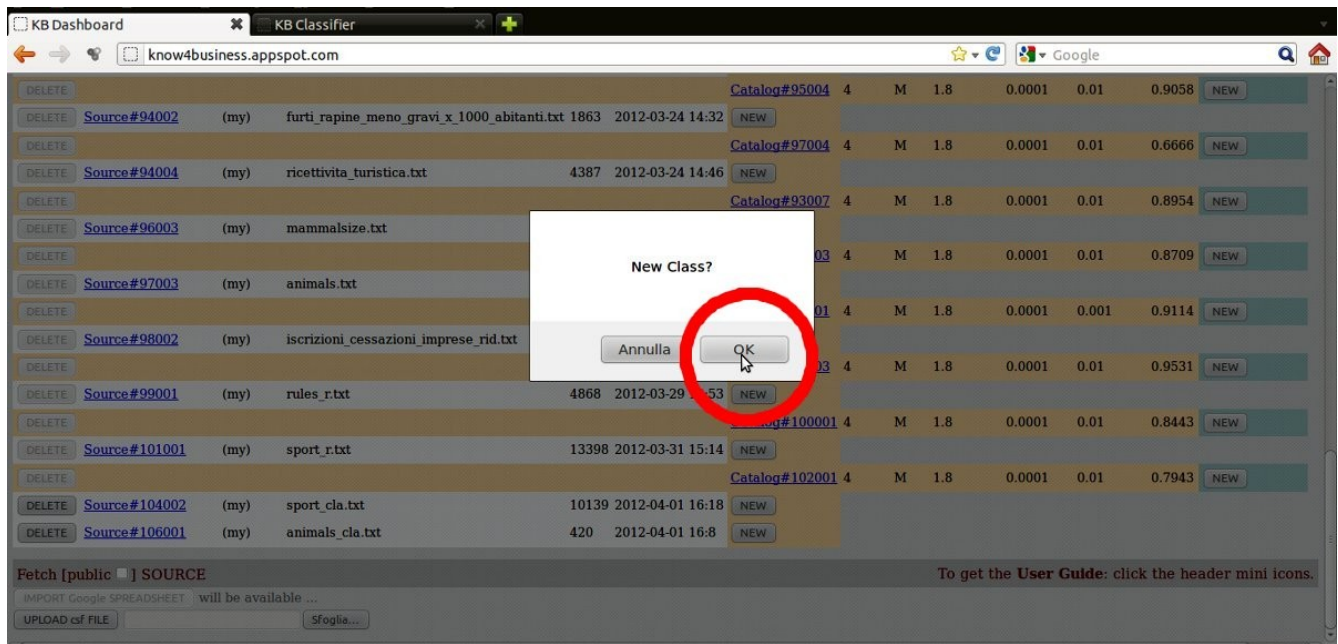 KB Dashboard KB Classifier
know4business.appspot.com Google
DELETE Catalog#95004 4 M 1.8 0.0001 0.01 0.9058 NEW
DELETE Source#94002 (my) furti_rapine_meno_gravi_x_1000_abitanti.txt 1863 2012-03-24 14:32 NEW
DELETE Catalog#97004 4 M 1.8 0.0001 0.01 0.6666 NEW
DELETE Source#94004 (my) ricettivita_turistica.txt 4387 2012-03-24 14:46 NEW
DELETE Catalog#93007 4 M 1.8 0.0001 0.01 0.8954 NEW
DELETE Source#96003 (my) mammalsize.txt
DELETE 03 4 M 1.8 0.0001 0.01 0.8709 NEW
New Class?
DELETE Source#97003 (my) animals.txt
DELETE 01 4 M 1.8 0.0001 0.001 0.9114 NEW
DELETE Source#98002 (my) iscrizioni_cessazioni_imprese_rid.txt
Annulla OK
DELETE 03 4 M 1.8 0.0001 0.01 0.9531 NEW
DELETE Source#99001 (my) rules_r.txt 4868 2012-03-29 53 NEW
DELETE #100001 4 M 1.8 0.0001 0.01 0.8443 NEW
DELETE Source#101001 (my) sport_r.txt 13398 2012-03-31 15:14 NEW
DELETE Catalog#102001 4 M 1.8 0.0001 0.01 0.7943 NEW
DELETE Source#104002 (my) sport_cla.txt 10139 2012-04-01 16:18 NEW
DELETE Source#106001 (my) animals_cla.txt 420 2012-04-01 16:8 NEW
Fetch [public ] SOURCE To get the User Guide: click the header mini icons.
IMPORT Google SPREADSHEET will be available ...
UPLOAD csf FILE Sfoglia...